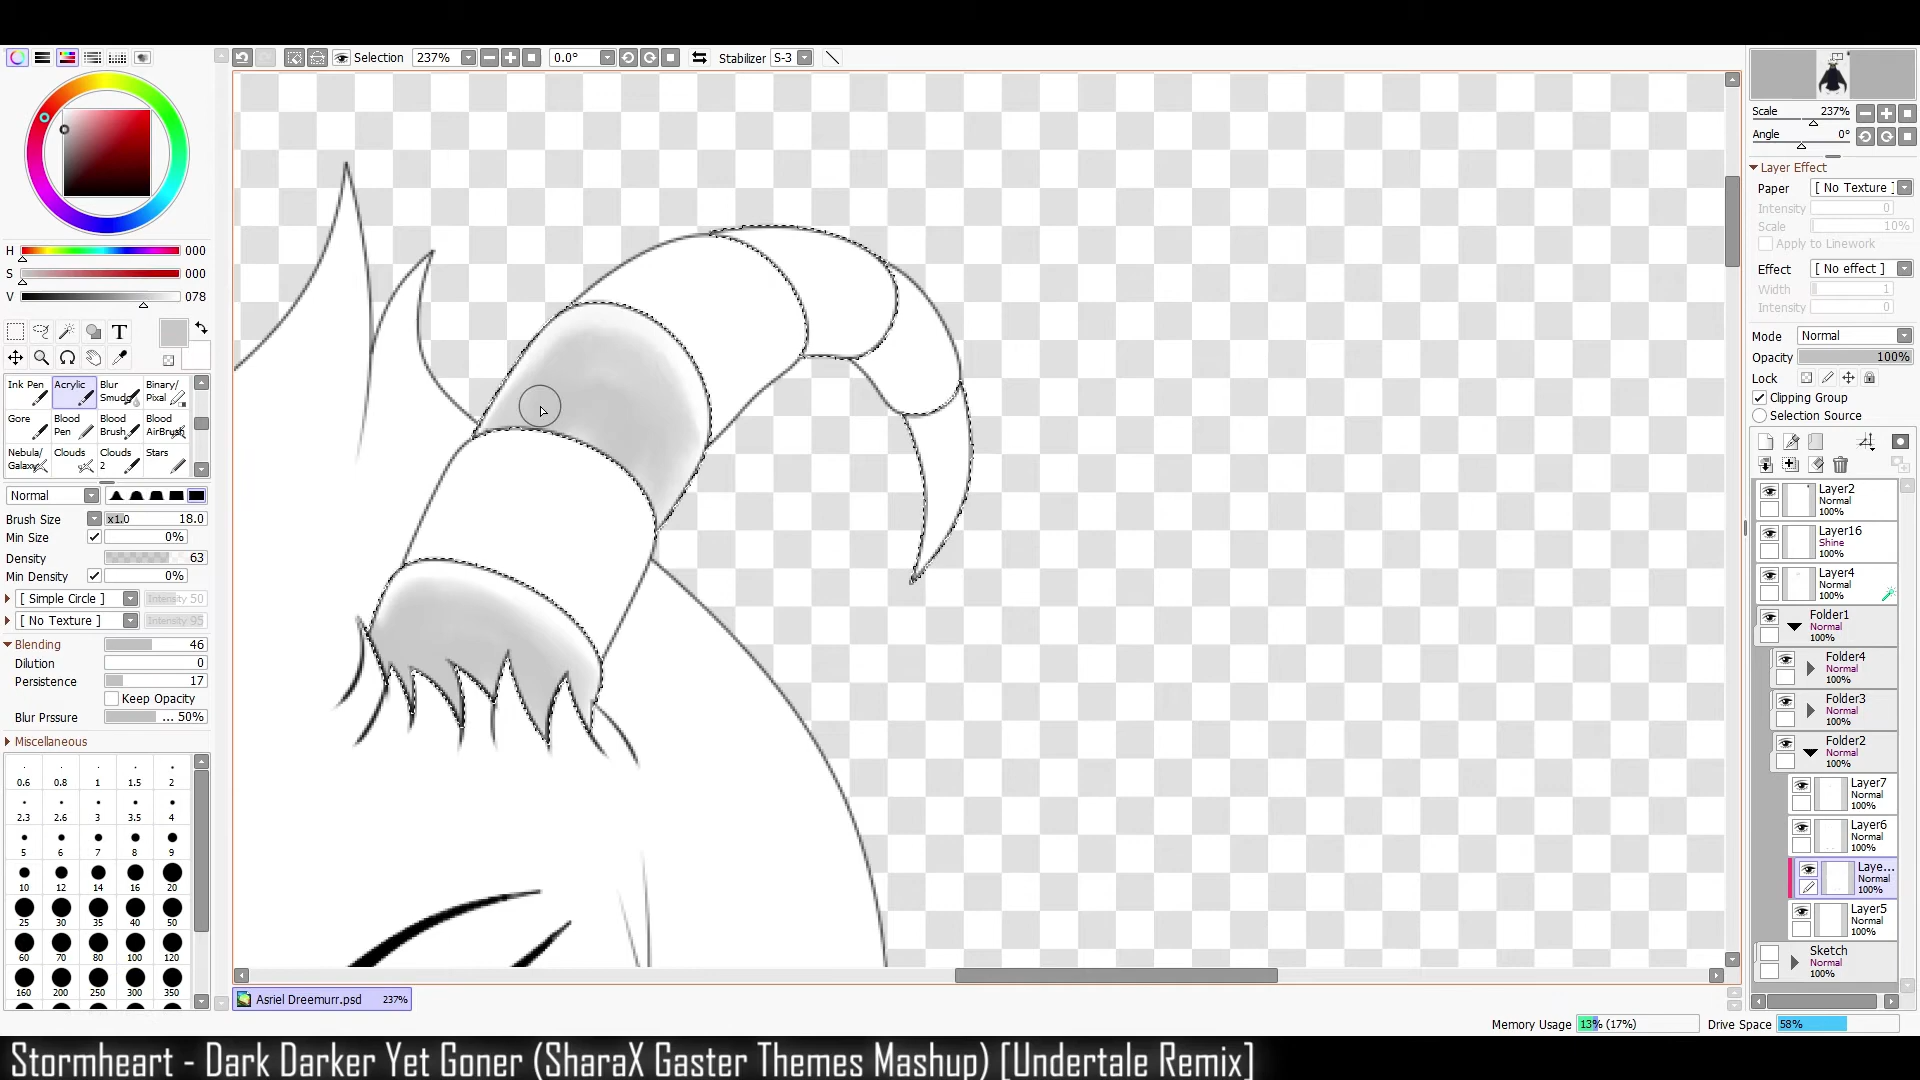 Selection 237% 0.0° Stabilizer S-3
Scale 237%
Angle 0°
Layer Effect
Paper [ No Texture ]
Intensity 0
Scale 10%
Apply to Linework
Effect [ No effect ]
Width 1
Intensity 0
Mode Normal
Opacity 100%
Lock
Clipping Group
Selection Source
H 000
S 000
V 078
T
Ink Pen Acrylic Blur Smudg Binary/ Pixel
Gore Blood Pen Blood Brush Blood AirBrush
Nebula/ Galaxy Clouds Clouds 2 Stars
Normal
Brush Size x1.0 18.0
Min Size 0%
Density 63
Min Density 0%
[ Simple Circle ] Intensity 50
[ No Texture ] Intensity 95
Blending 46
Dilution 0
Persistence 17
Keep Opacity
Blur Prssure ... 50%
Miscellaneous
0.6 0.8 1 1.5 2
2.3 2.6 3 3.5 4
5 6 7 8 9
10 12 14 16 20
25 30 35 40 50
60 70 80 100 120
160 200 250 300 350
Layer2
Normal
100%
Layer16
Shine
100%
Layer4
Normal
100%
Folder1
Normal
100%
Folder4
Normal
100%
Folder3
Normal
100%
Folder2
Normal
100%
Layer7
Normal
100%
Layer6
Normal
100%
Laye...
Normal
100%
Layer5
Normal
100%
Sketch
Normal
100%
Asriel Dreemurr.psd 237%
Memory Usage 13% (17%) Drive Space 58%
Stormheart - Dark Darker Yet Goner (SharaX Gaster Themes Mashup) [Undertale Remix]